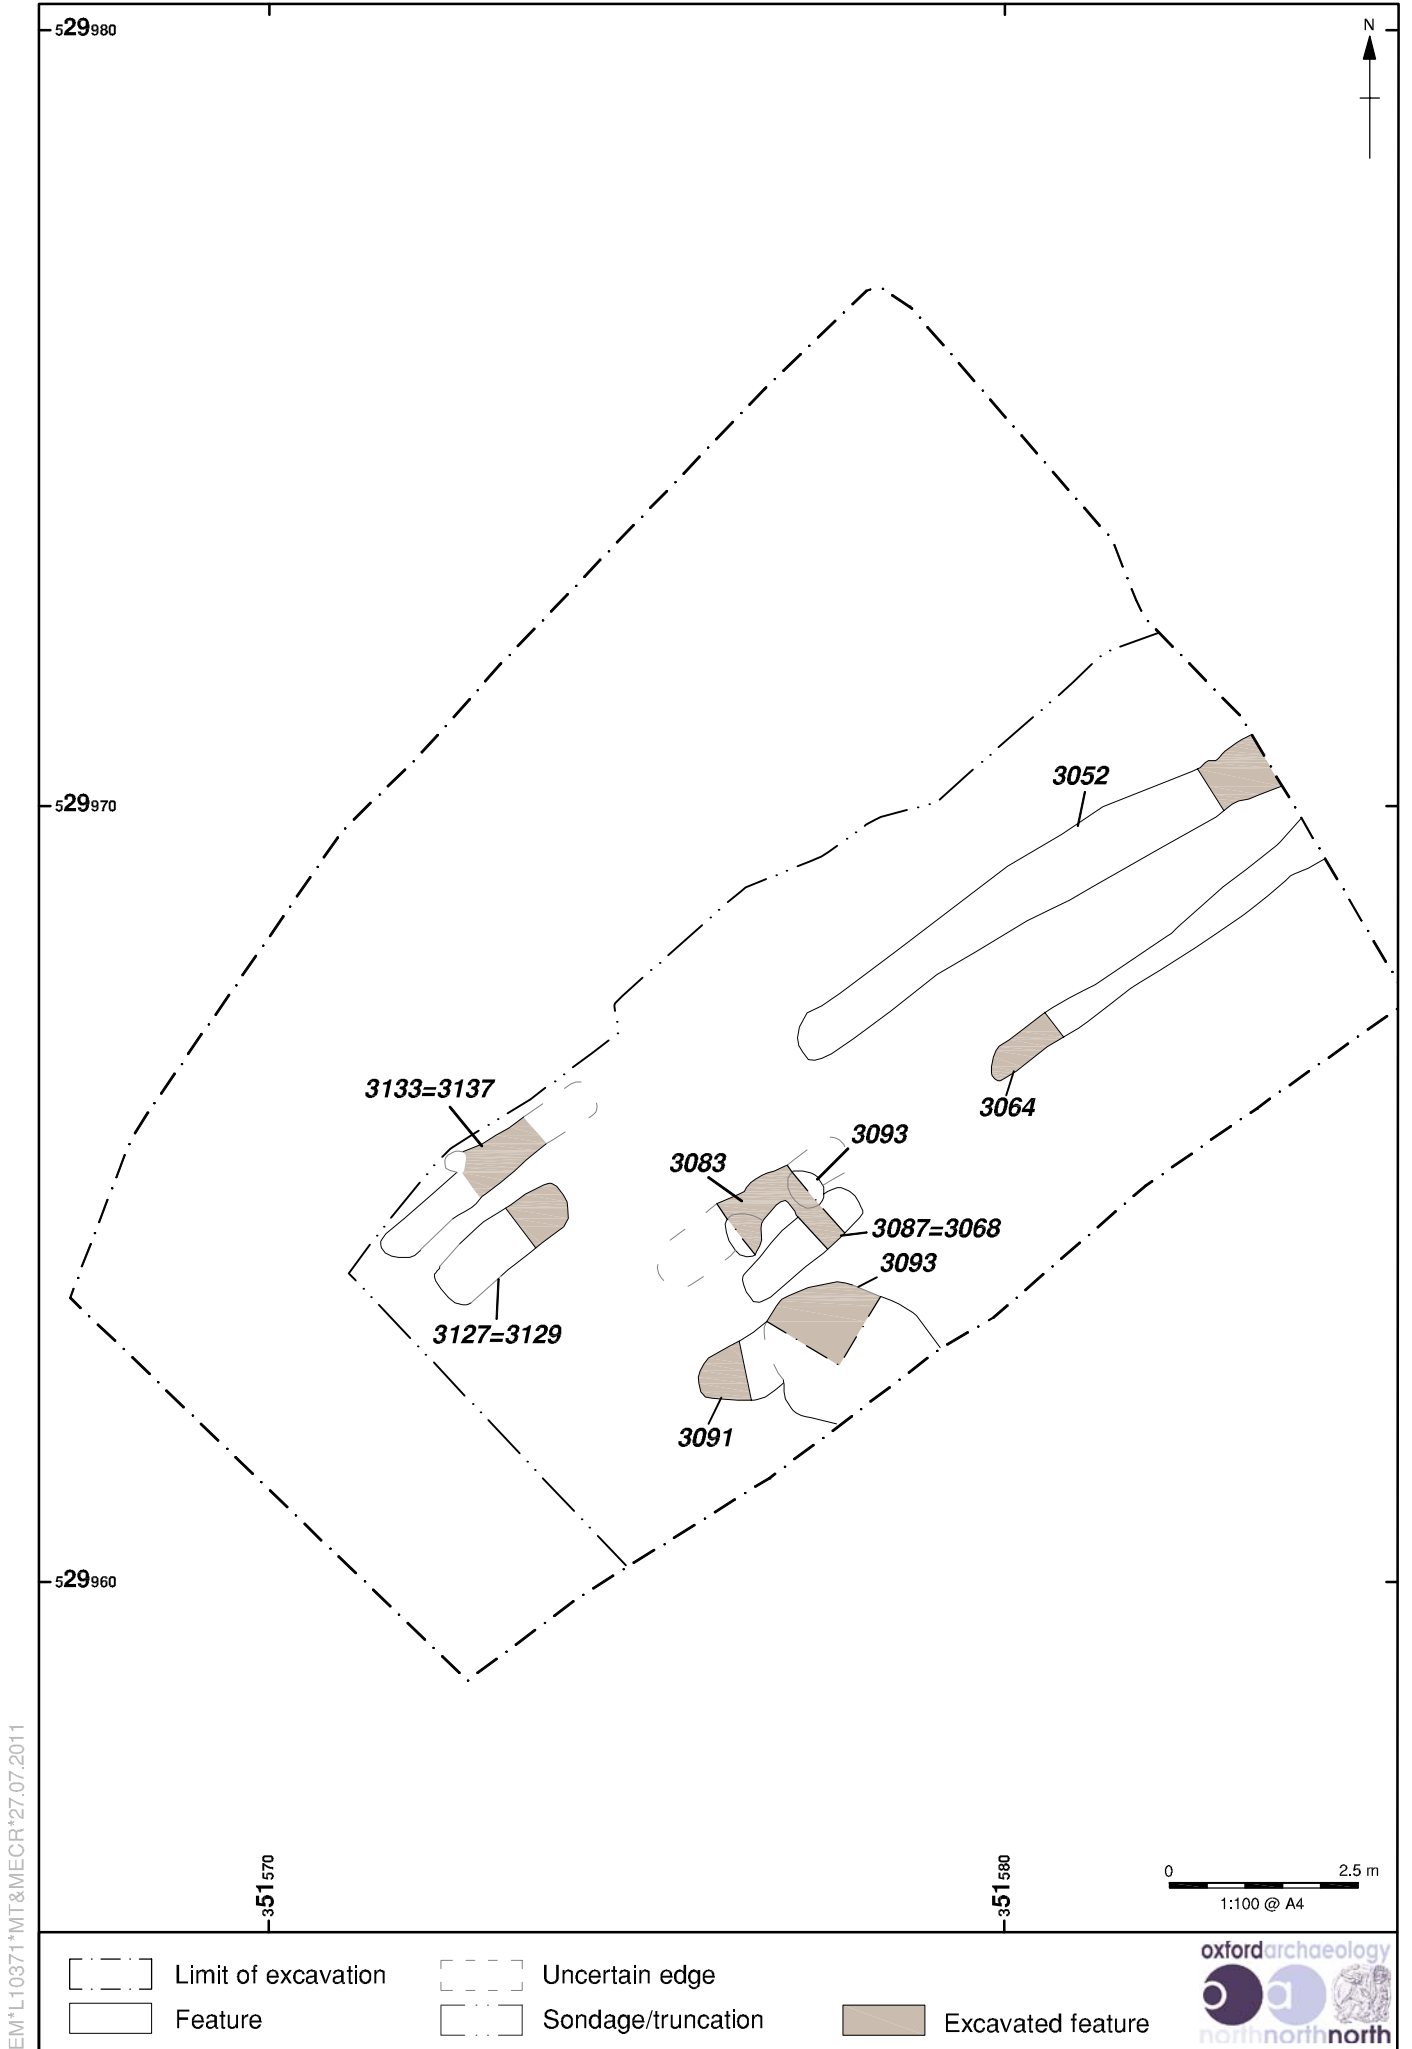 529980
N
3052
529970
3064
3133=3137
3093
3083
3087=3068
3093
3127=3129
3091
529960
351570
351580
0 2.5 m
1:100 @ A4
EM*L10371*MT&MECR*27.07.2011
Limit of excavation
Uncertain edge
Feature
Sondage/truncation
Excavated feature
oxfordarchaeology
northnorthnorth